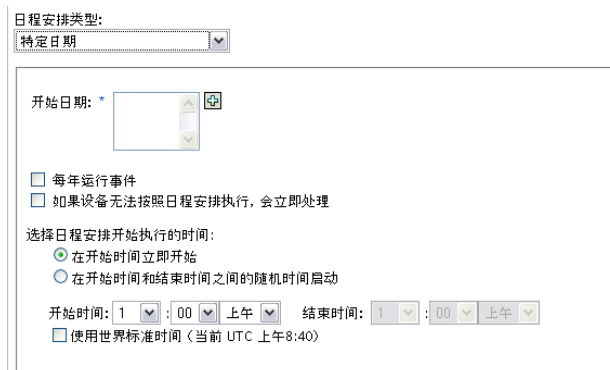 日程安排类型:
特定日期
开始日期: *
每年运行事件
如果设备无法按照日程安排执行, 会立即处理
选择日程安排开始执行的时间:
在开始时间立即开始
在开始时间和结束时间之间的随机时间启动
开始时间: 1 : 00 上午 结束时间: 1 : 00 上午
使用世界标准时间 (当前 UTC 上午8:40)